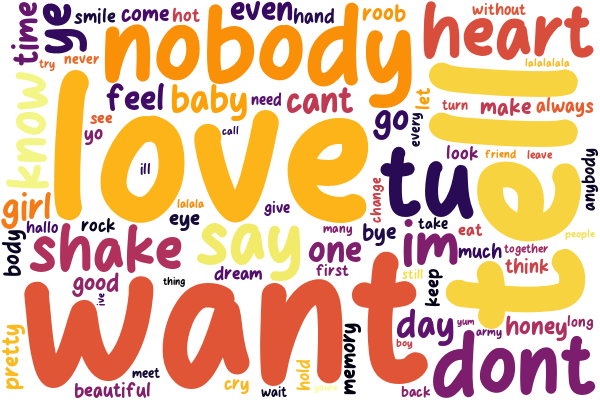 time
ye
smile come hot
even
hand
roob
without
heart
try
never
nobody
lalalalala
know
feel
baby
need
cant
let
turn
make
always
see
yo
love
call
go
every
tell
ill
look
friend
leave
anybody
tu
girl
lalala
eye
give
change
hallo
rock
many
bye
take
eat
people
body
shake
say
one
im
much
together
first
still
think
good
dream
thing
ive
keep
want
day
yum
army
honey
long
pretty
memory
boy
dont
meet
beautiful
cry
wait
hold
back